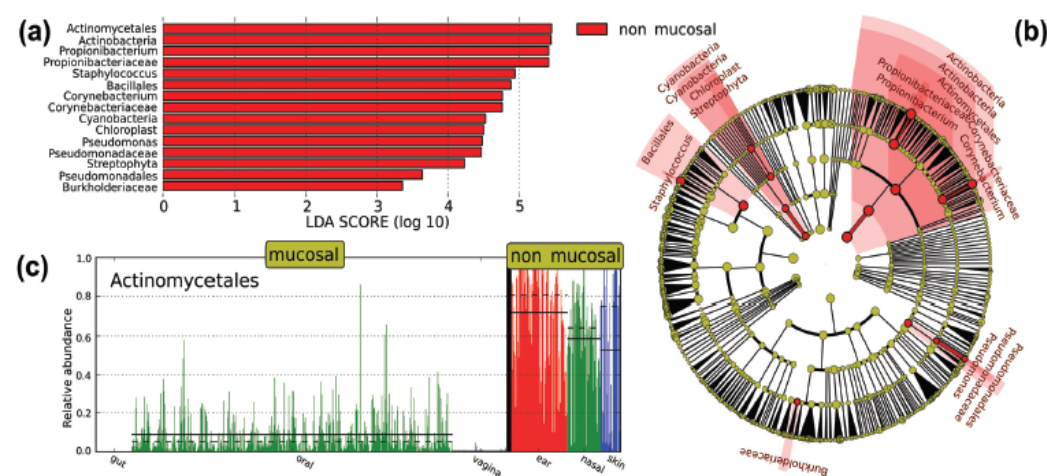 (a)
Actinomycetales
Actinobacteria
Propionibacterium
Propionibacteriaceae
Staphylococcus
Bacillales
Corynebacterium
Corynebacteriaceae
Cyanobacteria
Chloroplast
Pseudomonas
Pseudomonadaceae
Streptophyta
Pseudomonadales
Burkholderiaceae
0 1 2 3 4 5
LDA SCORE (log 10)
non mucosal
(b)
Cyanobacteria
Cyanobacteria
Chloroplast
Streptophyta
Bacillales
Staphylococcus
Actinobacteria
Actinobacteria
Actinomycetales
Propionibacteriaceae
Propionibacterium
Corynebacteriaceae
Corynebacterium
Pseudomonadales
Pseudomonadaceae
Pseudomonas
Burkholderiaceae
(c)
mucosal
non mucosal
Actinomycetales
Relative abundance
1.0
0.8
0.6
0.4
0.2
0.0
gut oral vagina ear nasal skin